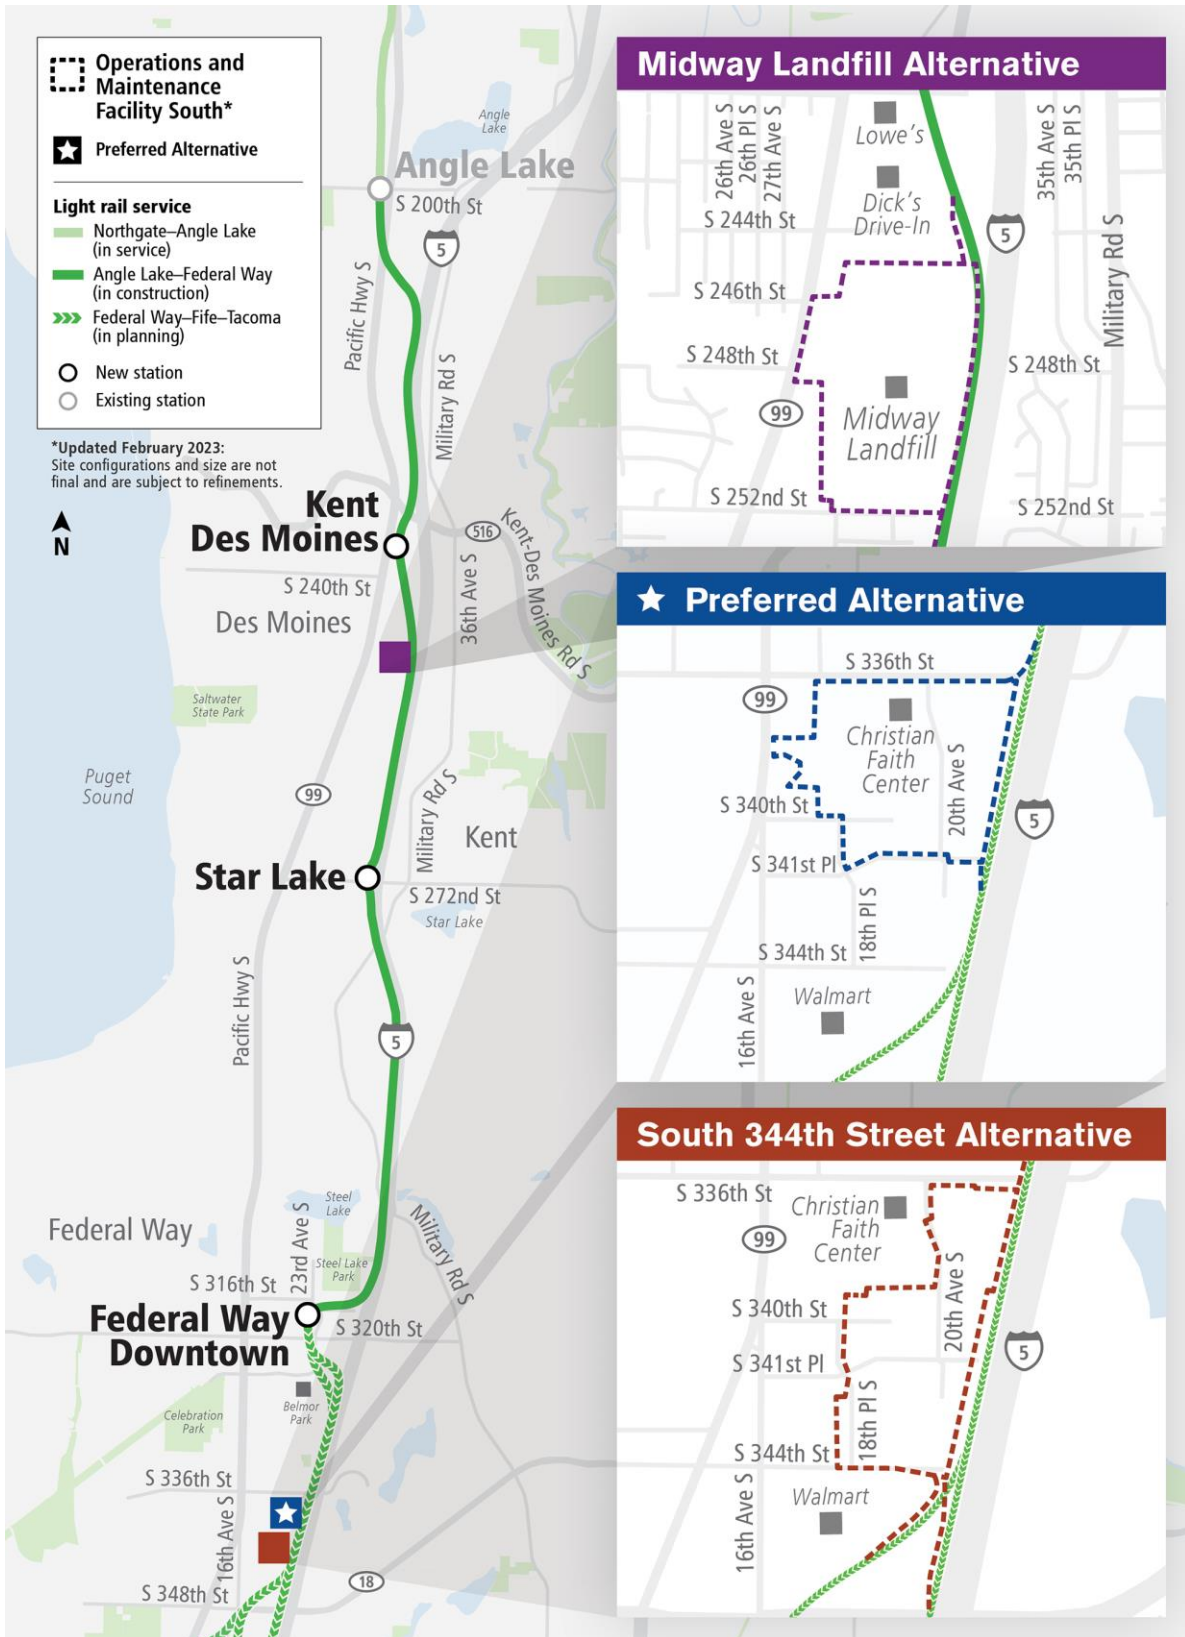 Operations and
Maintenance
Facility South*
Preferred Alternative
Light rail service
Northgate–Angle Lake
(in service)
Angle Lake–Federal Way
(in construction)
Federal Way–Fife–Tacoma
(in planning)
New station
Existing station
*Updated February 2023:
Site configurations and size are not
final and are subject to refinements.
N
Angle
Lake
Angle Lake
S 200th St
5
Pacific Hwy S
Military Rd S
Kent
Des Moines
516
Kent-Des Moines Rd S
36th Ave S
S 240th St
Des Moines
Saltwater
State Park
Puget
Sound
99
Military Rd S
Kent
Star Lake
S 272nd St
Star Lake
Pacific Hwy S
5
Steel
Lake
Federal Way
23rd Ave S
Steel Lake
Park
Military Rd S
S 316th St
Federal Way
Downtown
S 320th St
Belmor
Park
Celebration
Park
S 336th St
16th Ave S
18
S 348th St
Midway Landfill Alternative
26th Ave S
26th Pl S
27th Ave S
Lowe's
35th Ave S
35th Pl S
Dick's
Drive-In
S 244th St
5
Military Rd S
S 246th St
S 248th St
S 248th St
99
Midway
Landfill
S 252nd St
S 252nd St
Preferred Alternative
S 336th St
99
Christian
Faith
Center
20th Ave S
S 340th St
5
S 341st Pl
18th Pl S
S 344th St
16th Ave S
Walmart
South 344th Street Alternative
S 336th St
Christian
Faith
Center
99
20th Ave S
S 340th St
5
S 341st Pl
18th Pl S
S 344th St
16th Ave S
Walmart